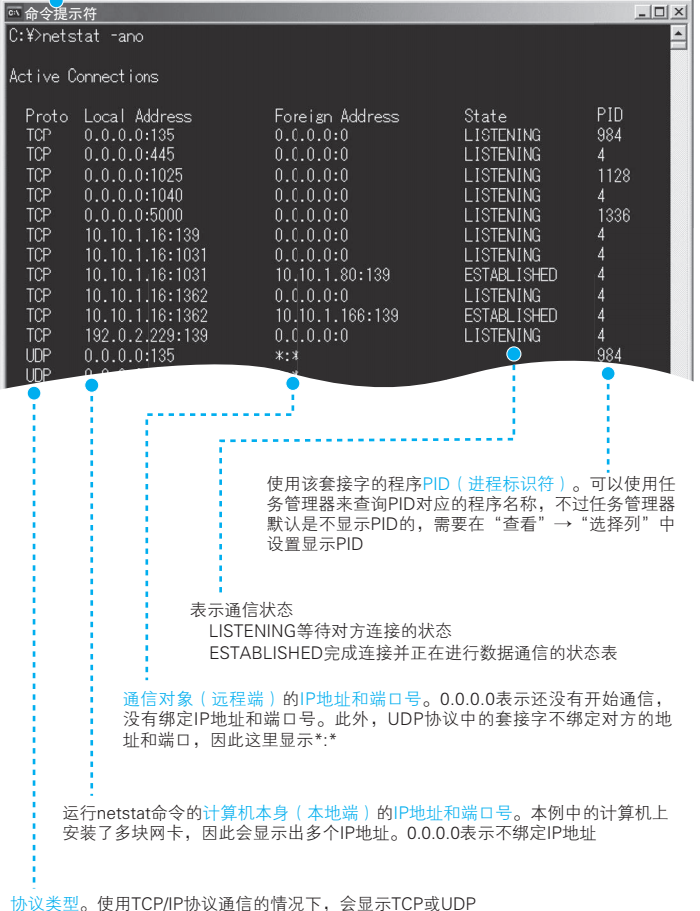 命令提示符
C:¥>netstat -ano
Active Connections
Proto Local Address Foreign Address State PID
TCP 0.0.0.0:135 0.0.0.0:0 LISTENING 984
TCP 0.0.0.0:445 0.0.0.0:0 LISTENING 4
TCP 0.0.0.0:1025 0.0.0.0:0 LISTENING 1128
TCP 0.0.0.0:1040 0.0.0.0:0 LISTENING 4
TCP 0.0.0.0:5000 0.0.0.0:0 LISTENING 1336
TCP 10.10.1.16:139 0.0.0.0:0 LISTENING 4
TCP 10.10.1.16:1031 0.0.0.0:0 LISTENING 4
TCP 10.10.1.16:1031 10.10.1.80:139 ESTABLISHED 4
TCP 10.10.1.16:1362 0.0.0.0:0 LISTENING 4
TCP 10.10.1.16:1362 10.10.1.166:139 ESTABLISHED 4
TCP 192.0.2.229:139 0.0.0.0:0 LISTENING 4
UDP 0.0.0.0:135 *:* 984
UDP
使用该套接字的程序PID（进程标识符）。可以使用任
务管理器来查询PID对应的程序名称，不过任务管理器
默认是不显示PID的，需要在“查看”→“选择列”中
设置显示PID
表示通信状态
LISTENING等待对方连接的状态
ESTABLISHED完成连接并正在进行数据通信的状态表
通信对象（远程端）的IP地址和端口号。0.0.0.0表示还没有开始通信，
没有绑定IP地址和端口号。此外，UDP协议中的套接字不绑定对方的地
址和端口，因此这里显示*:*
运行netstat命令的计算机本身（本地端）的IP地址和端口号。本例中的计算机上
安装了多块网卡，因此会显示出多个IP地址。0.0.0.0表示不绑定IP地址
协议类型。使用TCP/IP协议通信的情况下，会显示TCP或UDP